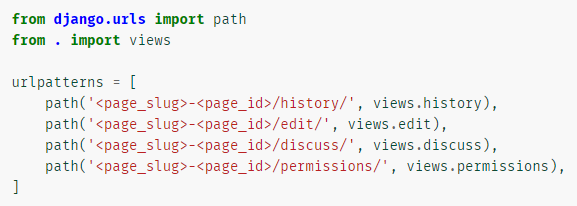 from django.urls import path
from . import views

urlpatterns = [
    path('<page_slug>-<page_id>/history/', views.history),
    path('<page_slug>-<page_id>/edit/', views.edit),
    path('<page_slug>-<page_id>/discuss/', views.discuss),
    path('<page_slug>-<page_id>/permissions/', views.permissions),
]